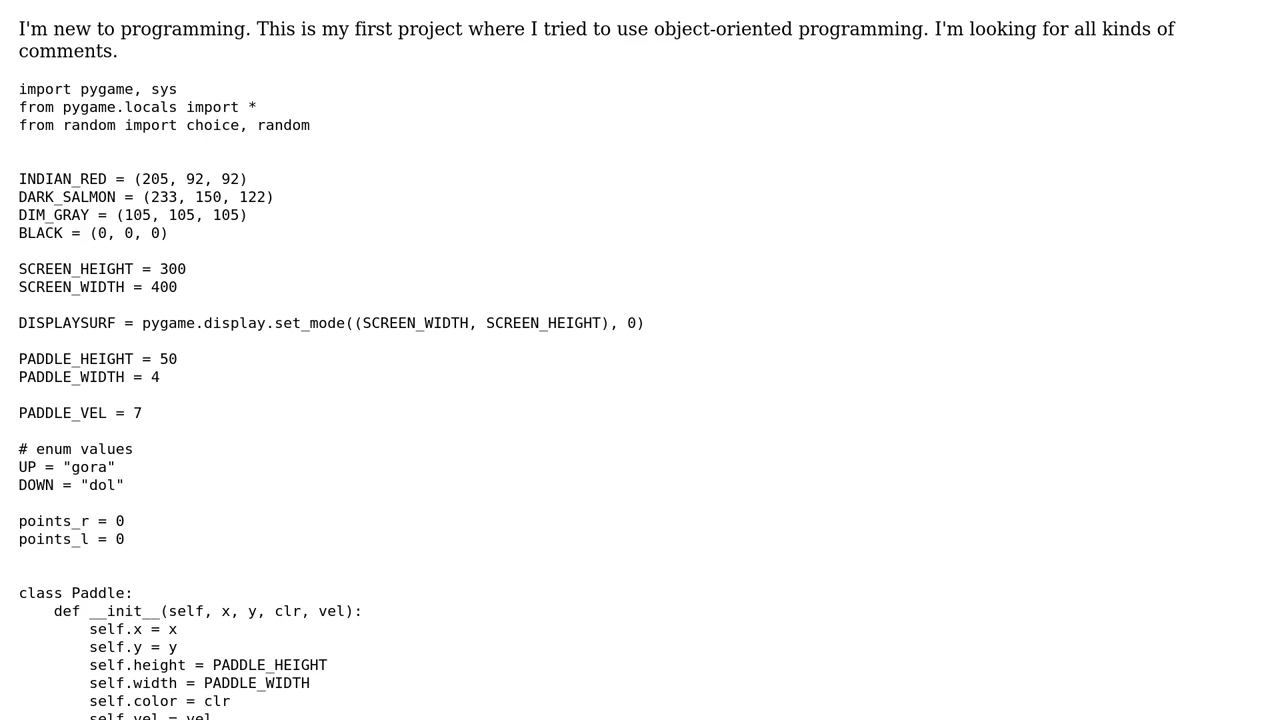 I'm new to programming. This is my first project where I tried to use object-oriented programming. I'm looking for all kinds of
comments.
import pygame, sys
from pygame.locals import *
from random import choice, random
INDIAN_RED = (205, 92, 92)
DARK_SALMON = (233, 150, 122)
DIM_GRAY = (105, 105, 105)
BLACK = (0, 0, 0)
SCREEN_HEIGHT = 300
SCREEN_WIDTH = 400
DISPLAYSURF = pygame.display.set_mode((SCREEN_WIDTH, SCREEN_HEIGHT), 0)
PADDLE_HEIGHT = 50
PADDLE_WIDTH = 4
PADDLE_VEL = 7
# enum values
UP = "gora"
DOWN = "dol"
points_r = 0
points_l = 0
class Paddle:
    def __init__(self, x, y, clr, vel):
        self.x = x
        self.y = y
        self.height = PADDLE_HEIGHT
        self.width = PADDLE_WIDTH
        self.color = clr
        self.vel = vel